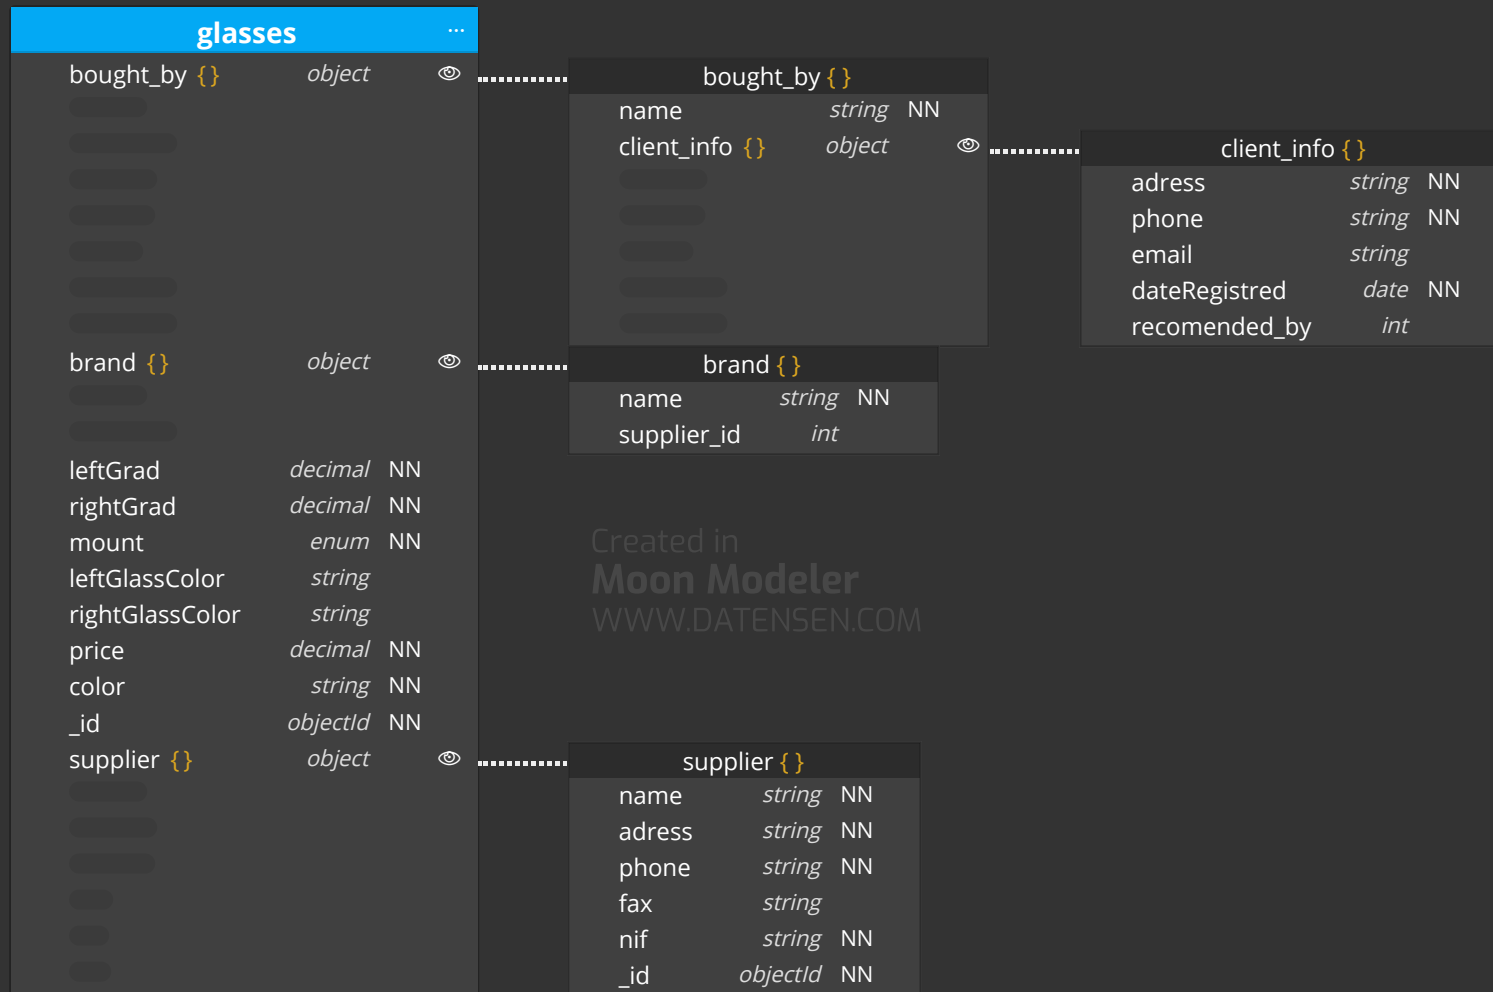 glasses ...
bought_by {} object
bought_by {}
name string NN
client_info {} object
client_info {}
adress string NN
phone string NN
email string
dateRegistred date NN
recomended_by int
brand {} object
brand {}
name string NN
supplier_id int
leftGrad decimal NN
rightGrad decimal NN
mount enum NN
leftGlassColor string
rightGlassColor string
price decimal NN
color string NN
_id objectId NN
supplier {} object
Created in
Moon Modeler
WWW.DATENSEN.COM
supplier {}
name string NN
adress string NN
phone string NN
fax string
nif string NN
_id objectId NN